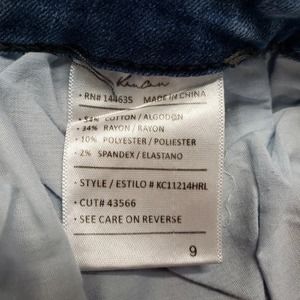 KanCan
• RN# 144635 MADE IN CHINA
• 54% COTTON / ALGODON
• 34% RAYON / RAYON
• 10% POLYESTER / POLIESTER
• 2% SPANDEX / ELASTANO
• STYLE / ESTILO # KC11214HRL
• CUT# 43566
• SEE CARE ON REVERSE
9